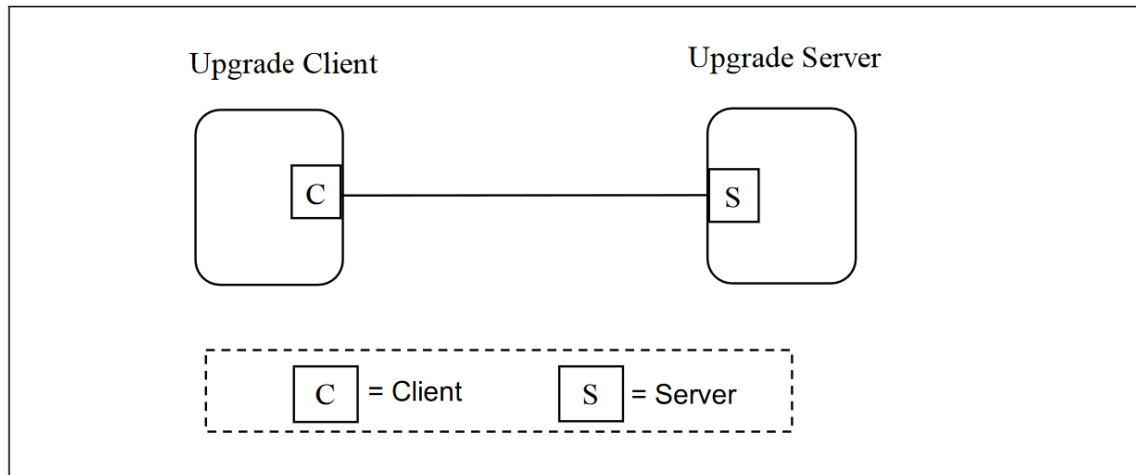 Upgrade Client
Upgrade Server
C
S
C = Client
S = Server